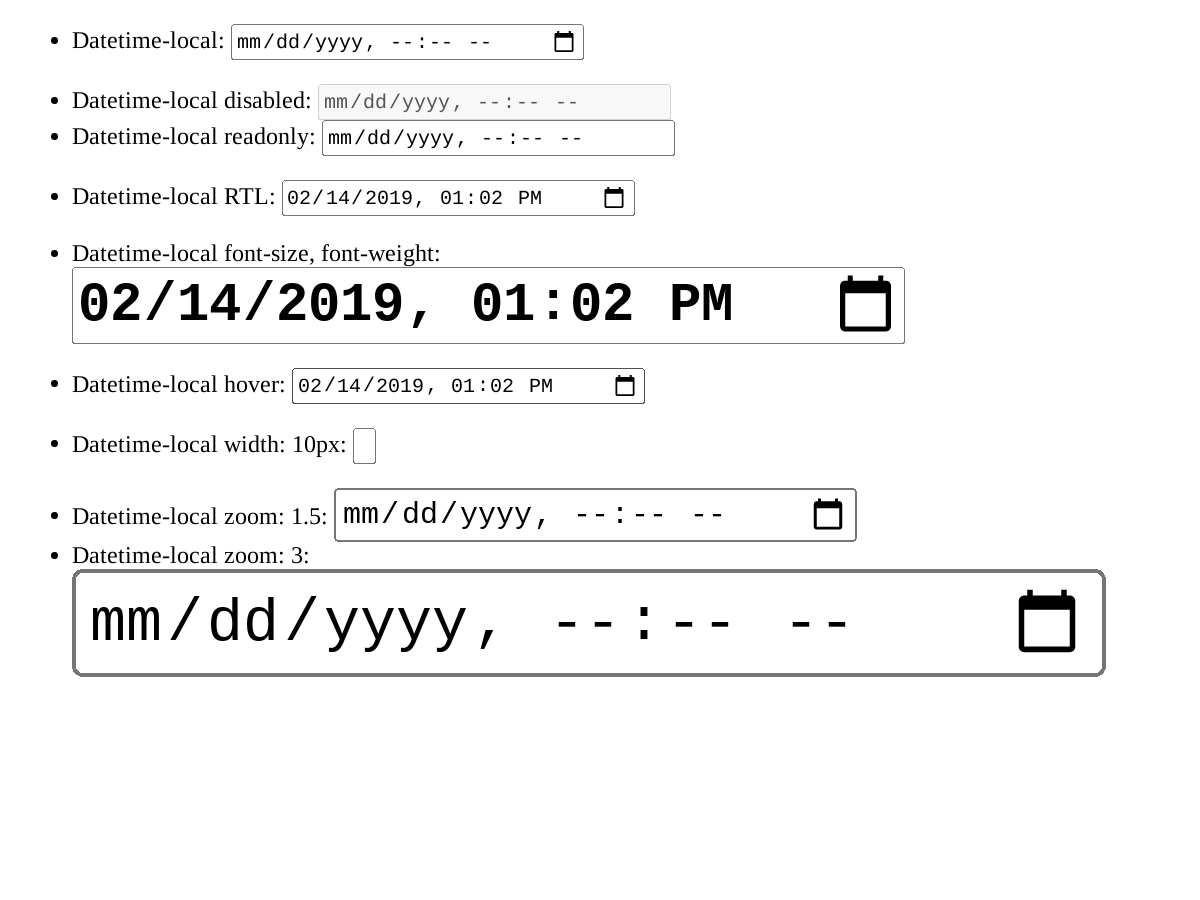 Datetime-local: mm/dd/yyyy, --:-- --
Datetime-local disabled: mm/dd/yyyy, --:-- --
Datetime-local readonly: mm/dd/yyyy, --:-- --
Datetime-local RTL: 02/14/2019, 01:02 PM
Datetime-local font-size, font-weight:
02/14/2019, 01:02 PM
Datetime-local hover: 02/14/2019, 01:02 PM
Datetime-local width: 10px:
Datetime-local zoom: 1.5: mm/dd/yyyy, --:-- --
Datetime-local zoom: 3:
mm/dd/yyyy, --:-- --